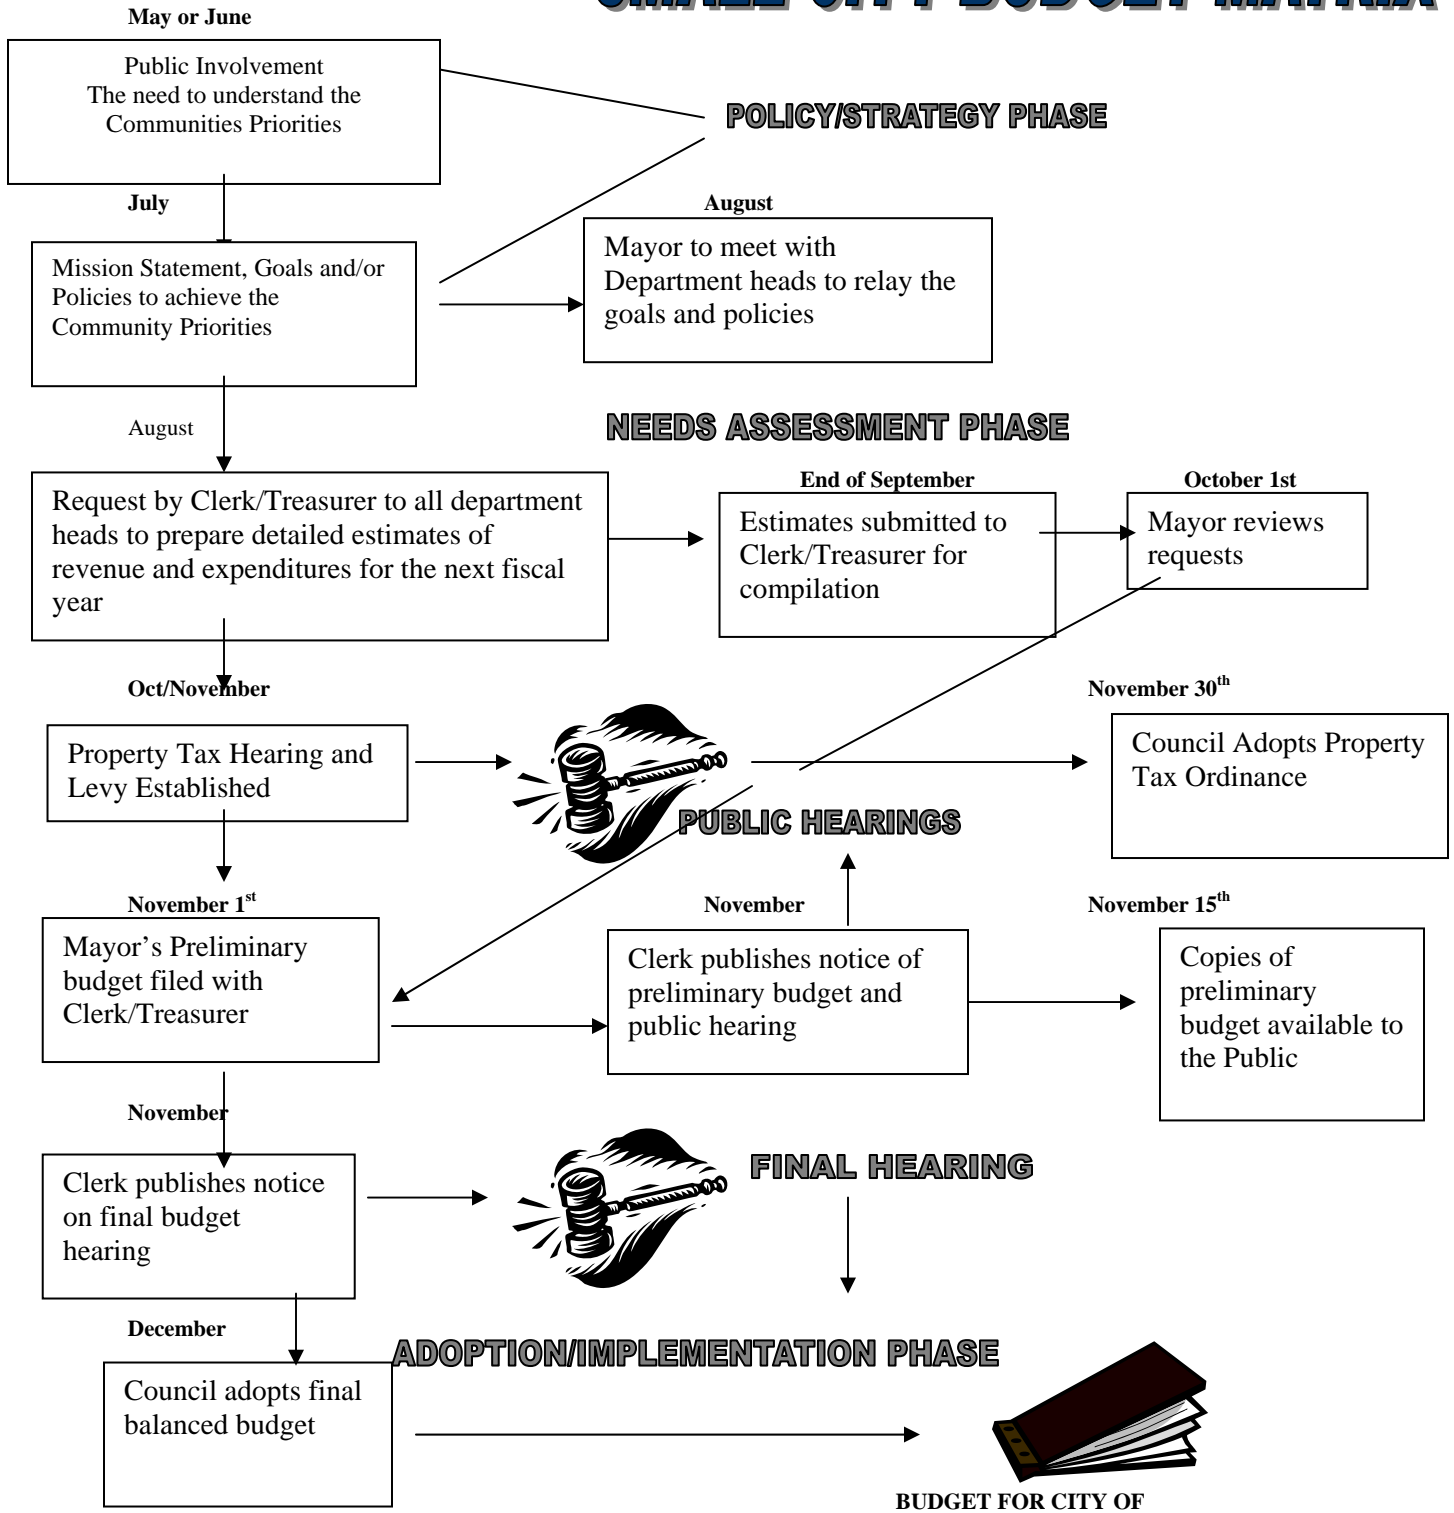 SMALL CITY BUDGET MATRIX
May or June
Public Involvement
The need to understand the
Communities Priorities
POLICY/STRATEGY PHASE
July
Mission Statement, Goals and/or
Policies to achieve the
Community Priorities
August
Mayor to meet with
Department heads to relay the
goals and policies
August
NEEDS ASSESSMENT PHASE
Request by Clerk/Treasurer to all department
heads to prepare detailed estimates of
revenue and expenditures for the next fiscal
year
End of September
Estimates submitted to
Clerk/Treasurer for
compilation
October 1st
Mayor reviews
requests
Oct/November
Property Tax Hearing and
Levy Established
PUBLIC HEARINGS
November 30th
Council Adopts Property
Tax Ordinance
November 1st
Mayor’s Preliminary
budget filed with
Clerk/Treasurer
November
Clerk publishes notice of
preliminary budget and
public hearing
November 15th
Copies of
preliminary
budget available to
the Public
November
Clerk publishes notice
on final budget
hearing
FINAL HEARING
December
ADOPTION/IMPLEMENTATION PHASE
Council adopts final
balanced budget
BUDGET FOR CITY OF